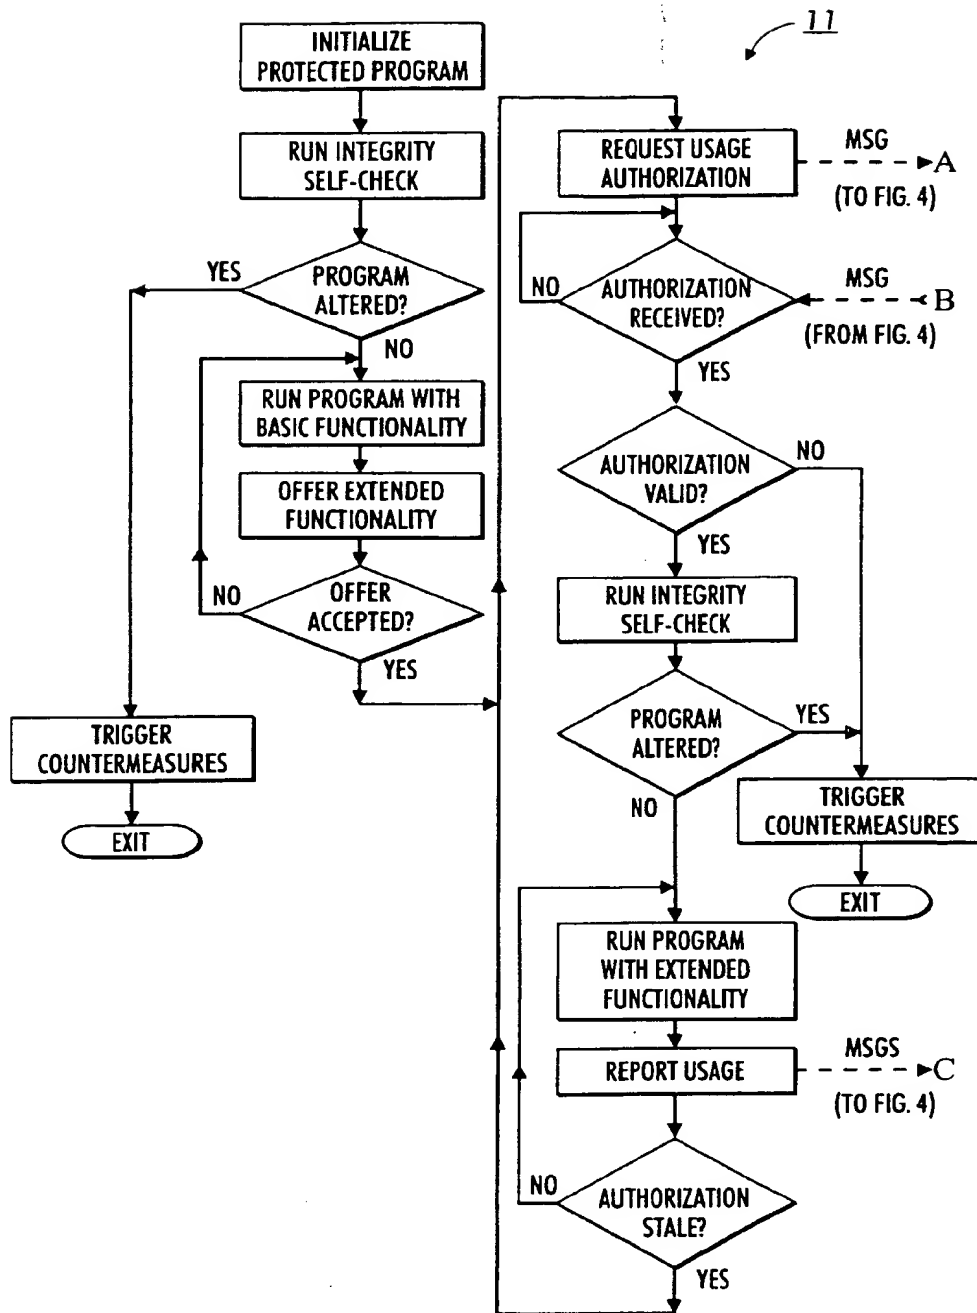 11
INITIALIZE
PROTECTED PROGRAM
RUN INTEGRITY
SELF-CHECK
YES
PROGRAM
ALTERED?
NO
RUN PROGRAM WITH
BASIC FUNCTIONALITY
OFFER EXTENDED
FUNCTIONALITY
NO
OFFER
ACCEPTED?
YES
TRIGGER
COUNTERMEASURES
EXIT
REQUEST USAGE
AUTHORIZATION
MSG
A
(TO FIG. 4)
NO
AUTHORIZATION
RECEIVED?
MSG
B
(FROM FIG. 4)
YES
AUTHORIZATION
VALID?
NO
YES
RUN INTEGRITY
SELF-CHECK
PROGRAM
ALTERED?
YES
NO
TRIGGER
COUNTERMEASURES
EXIT
RUN PROGRAM
WITH EXTENDED
FUNCTIONALITY
REPORT USAGE
MSGS
C
(TO FIG. 4)
NO
AUTHORIZATION
STALE?
YES